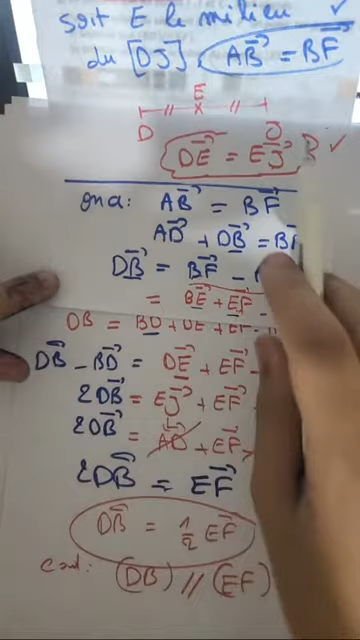 soit E le milieu ✓
du [DJ]. AB⃗ = BF⃗
E
D J
DE⃗ = EJ⃗ ✓
on a: AB⃗ = BF⃗
AD⃗ + DB⃗ = BF⃗
DB⃗ = BF⃗ -
= BE⃗ + EF⃗ -
DB = BD + DE + EF -
DB⃗ - BD⃗ = DE⃗ + EF⃗ -
2DB⃗ = EJ⃗ + EF⃗
2DB⃗ = AD⃗ + EF⃗
2DB⃗ = EF⃗
DB⃗ = 1/2 EF⃗
(DB) // (EF)